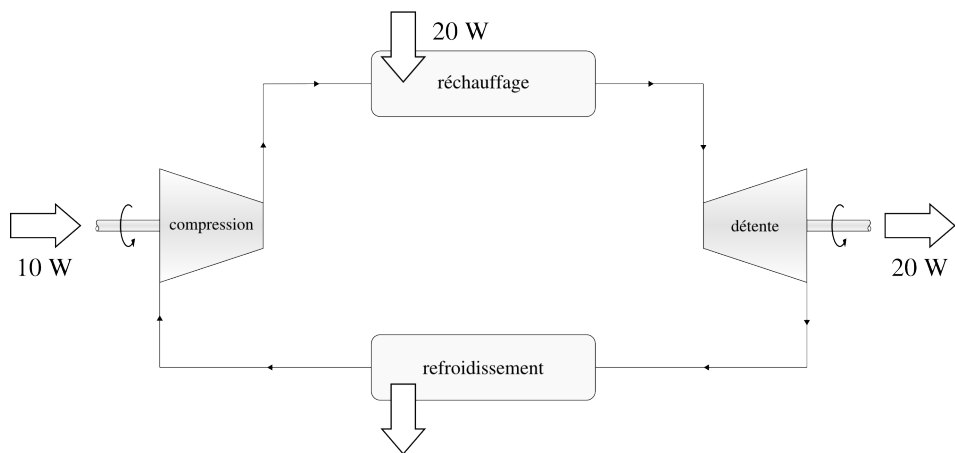 20 W
réchauffage
compression
détente
10 W
20 W
refroidissement